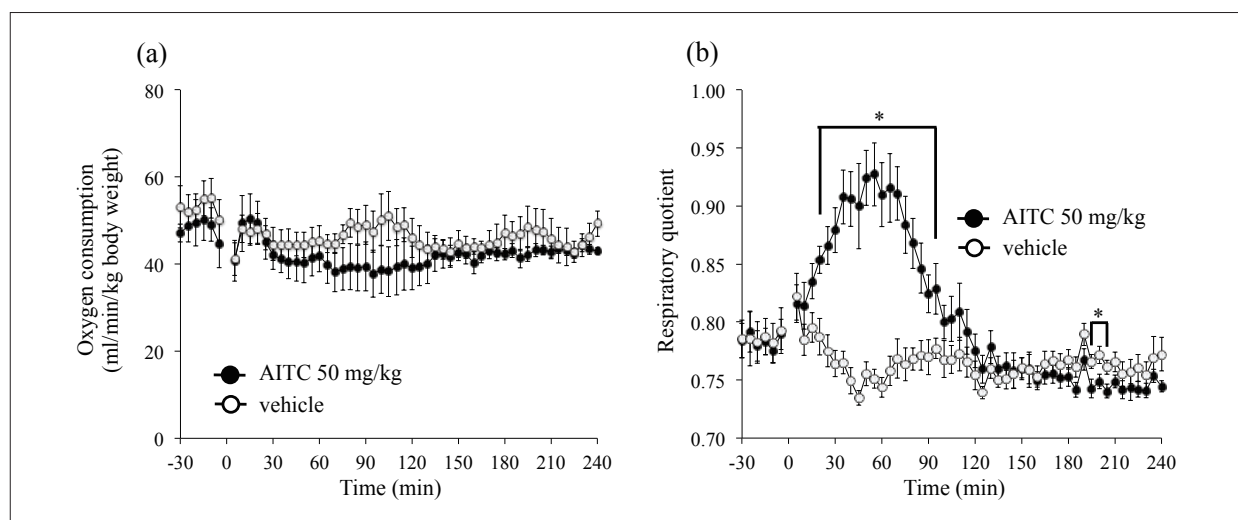 (a)
80
60
40
20
0
Oxygen consumption
(ml/min/kg body weight)
AITC 50 mg/kg
vehicle
-30 0 30 60 90 120 150 180 210 240
Time (min)
(b)
1.00
0.95
0.90
0.85
0.80
0.75
0.70
Respiratory quotient
*
AITC 50 mg/kg
vehicle
*
-30 0 30 60 90 120 150 180 210 240
Time (min)